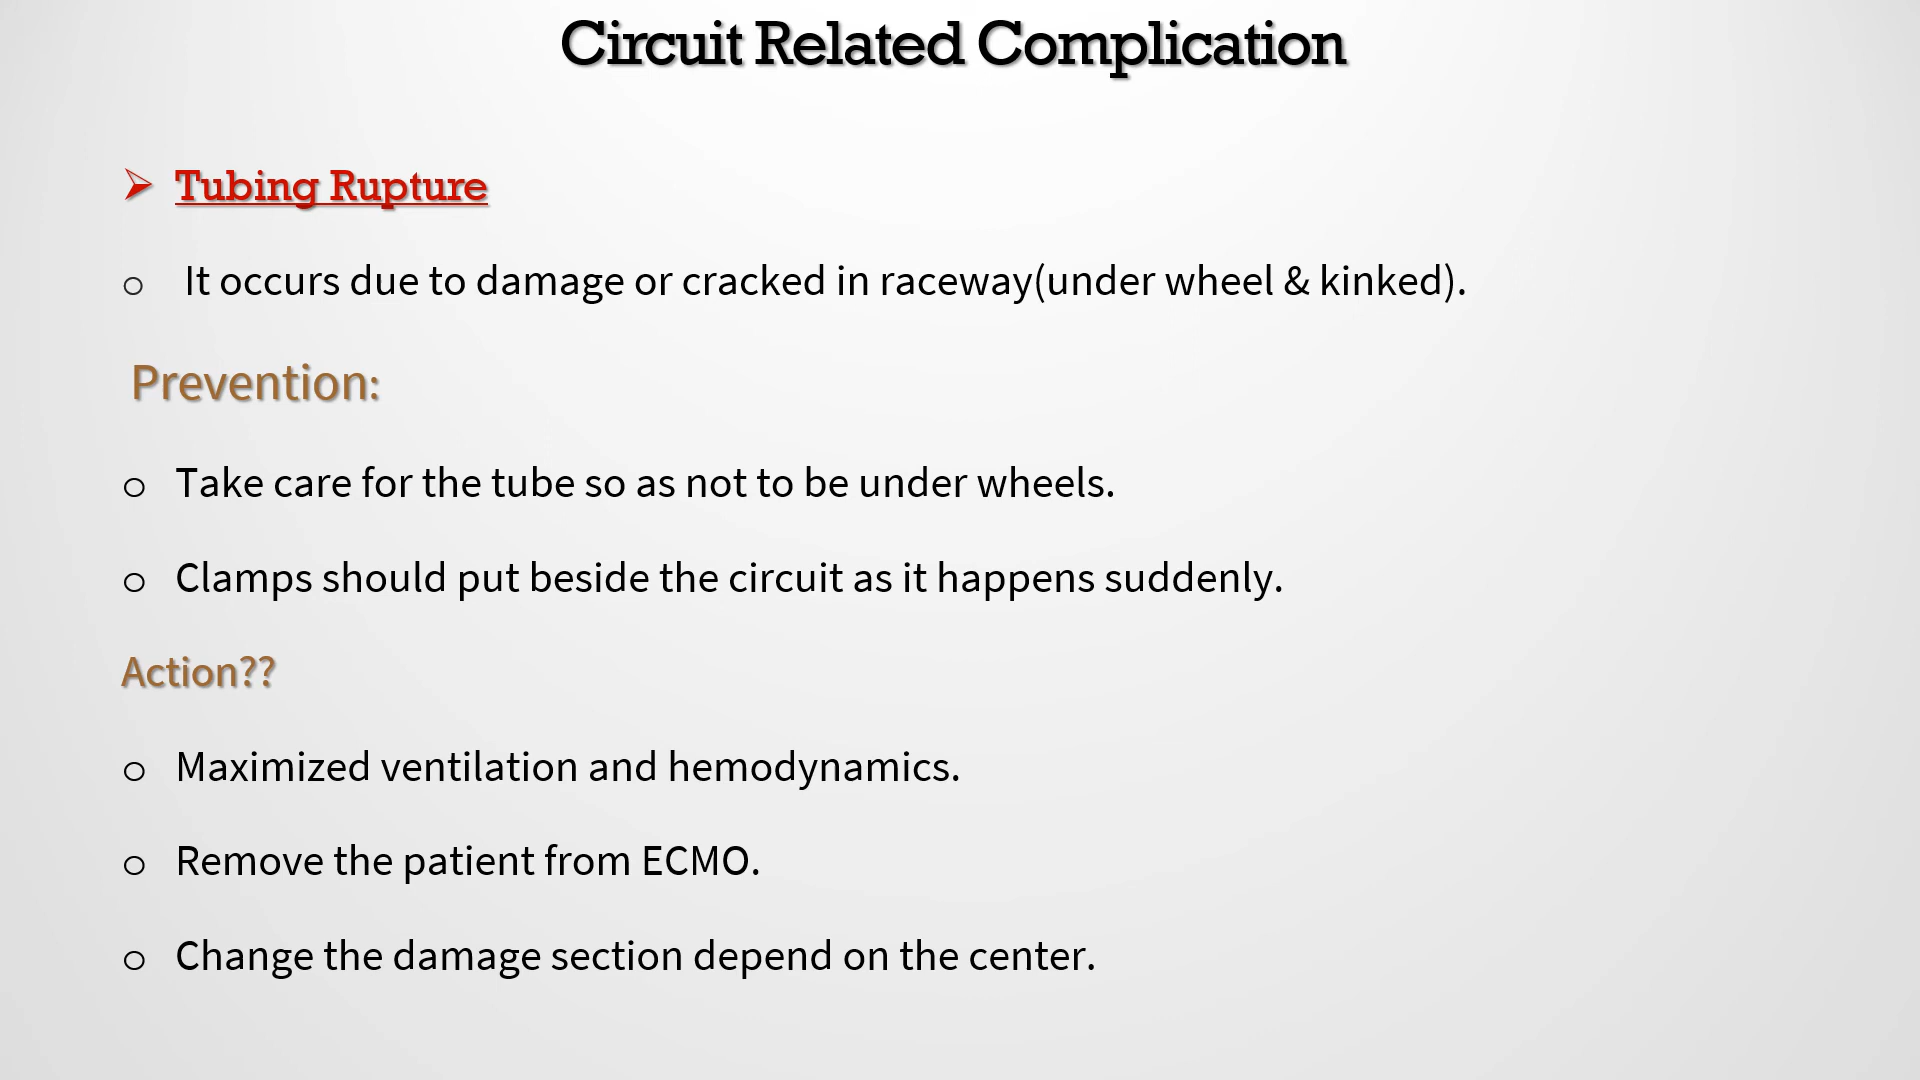 Circuit Related Complication
➢ Tubing Rupture
o It occurs due to damage or cracked in raceway(under wheel & kinked).
Prevention:
o Take care for the tube so as not to be under wheels.
o Clamps should put beside the circuit as it happens suddenly.
Action??
o Maximized ventilation and hemodynamics.
o Remove the patient from ECMO.
o Change the damage section depend on the center.